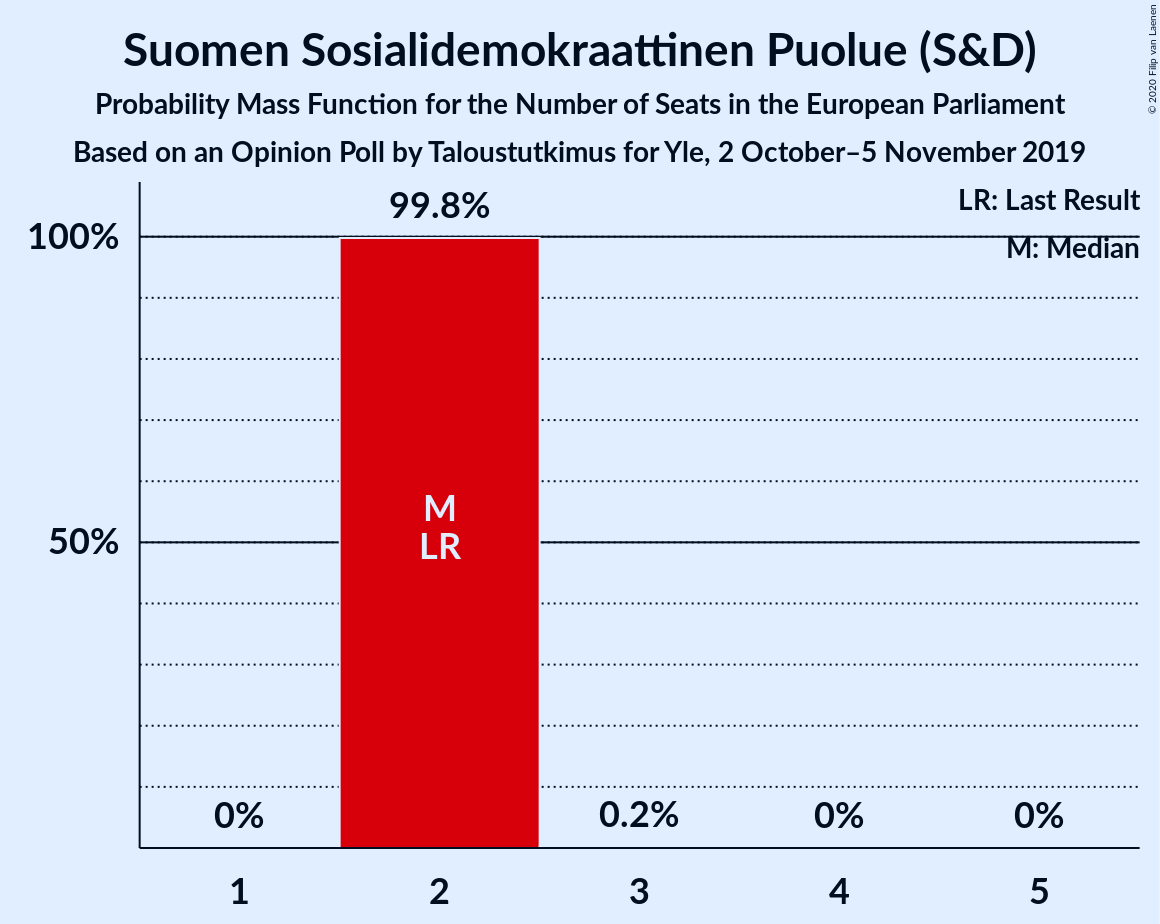 Suomen Sosialidemokraattinen Puolue (S&D)
Probability Mass Function for the Number of Seats in the European Parliament
Based on an Opinion Poll by Taloustutkimus for Yle, 2 October–5 November 2019
© 2020 Filip van Laenen
LR: Last Result
M: Median
99.8%
100%
50%
M
LR
0%
0.2%
0%
0%
1
2
3
4
5